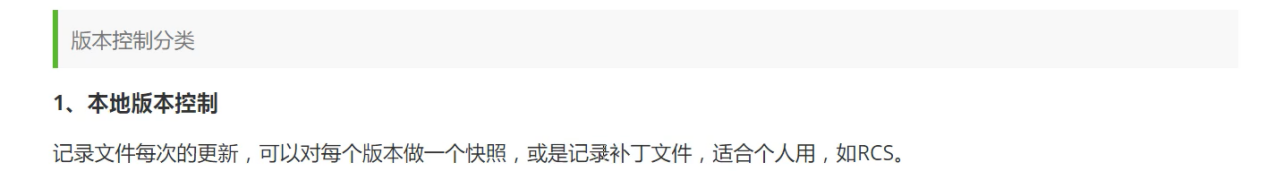 版本控制分类
1、本地版本控制
记录文件每次的更新，可以对每个版本做一个快照，或是记录补丁文件，适合个人用，如RCS。